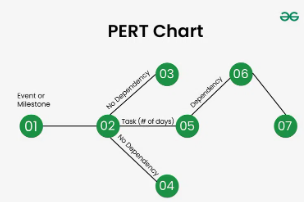 PERT Chart
Event or
Milestone
No Dependency
03
Dependency
06
01
02
Task (# of days)
05
07
No Dependency
04